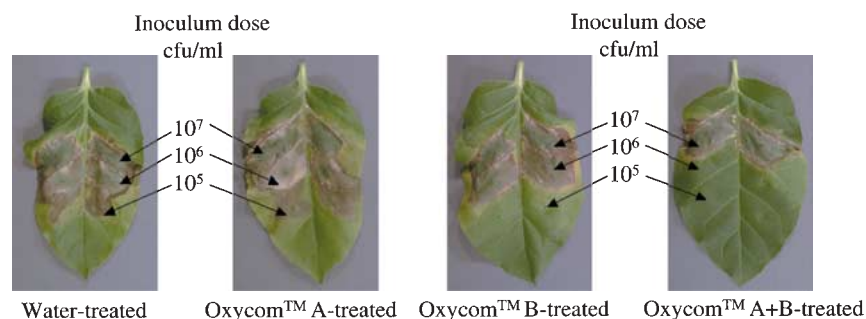 Inoculum dose
cfu/ml
10⁷
10⁶
10⁵
Inoculum dose
cfu/ml
10⁷
10⁶
10⁵
Water-treated
Oxycom™ A-treated
Oxycom™ B-treated
Oxycom™ A+B-treated